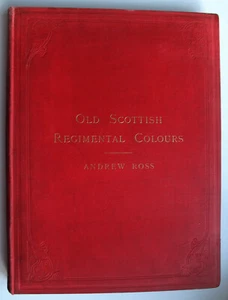 OLD SCOTTISH
REGIMENTAL COLOURS
ANDREW ROSS